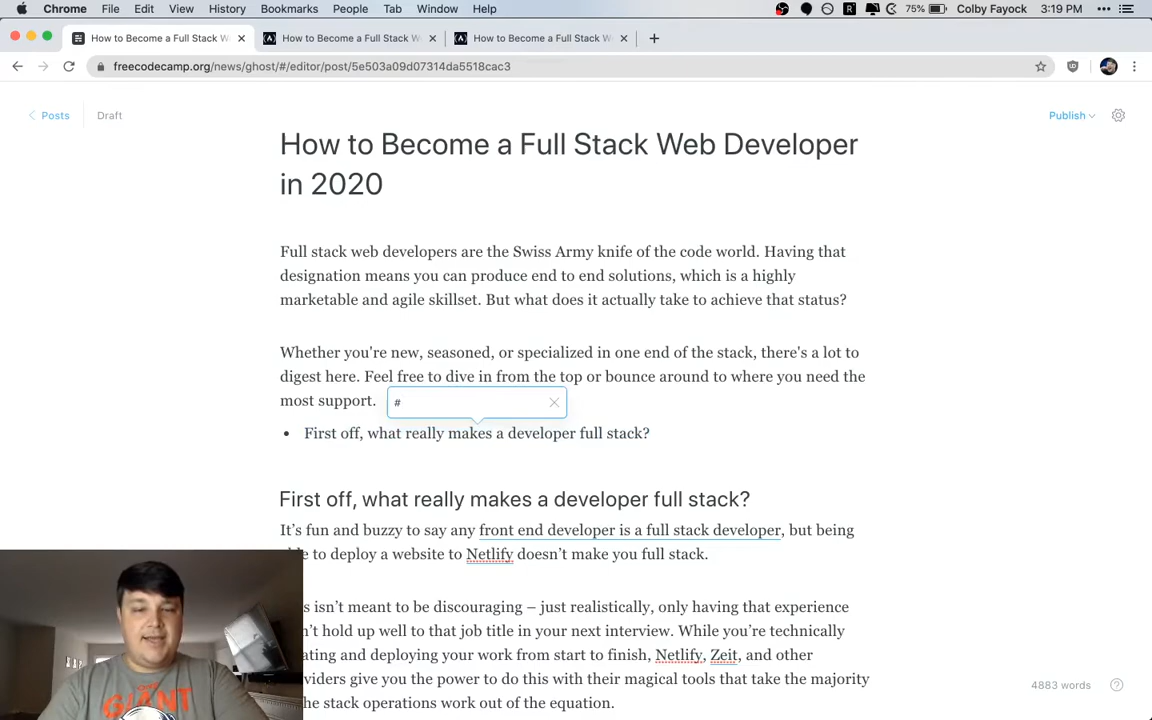 Chrome File Edit View History Bookmarks People Tab Window Help 75% Colby Fayock 3:19 PM
How to Become a Full Stack W How to Become a Full Stack W How to Become a Full Stack W
freecodecamp.org/news/ghost/#/editor/post/5e503a09d07314da5518cac3
Posts Draft Publish
How to Become a Full Stack Web Developer
in 2020
Full stack web developers are the Swiss Army knife of the code world. Having that
designation means you can produce end to end solutions, which is a highly
marketable and agile skillset. But what does it actually take to achieve that status?
Whether you're new, seasoned, or specialized in one end of the stack, there's a lot to
digest here. Feel free to dive in from the top or bounce around to where you need the
most support.
#
• First off, what really makes a developer full stack?
First off, what really makes a developer full stack?
It's fun and buzzy to say any front end developer is a full stack developer, but being
to deploy a website to Netlify doesn't make you full stack.
isn't meant to be discouraging – just realistically, only having that experience
hold up well to that job title in your next interview. While you're technically
and deploying your work from start to finish, Netlify, Zeit, and other
give you the power to do this with their magical tools that take the majority
stack operations work out of the equation.
4883 words
GIANT